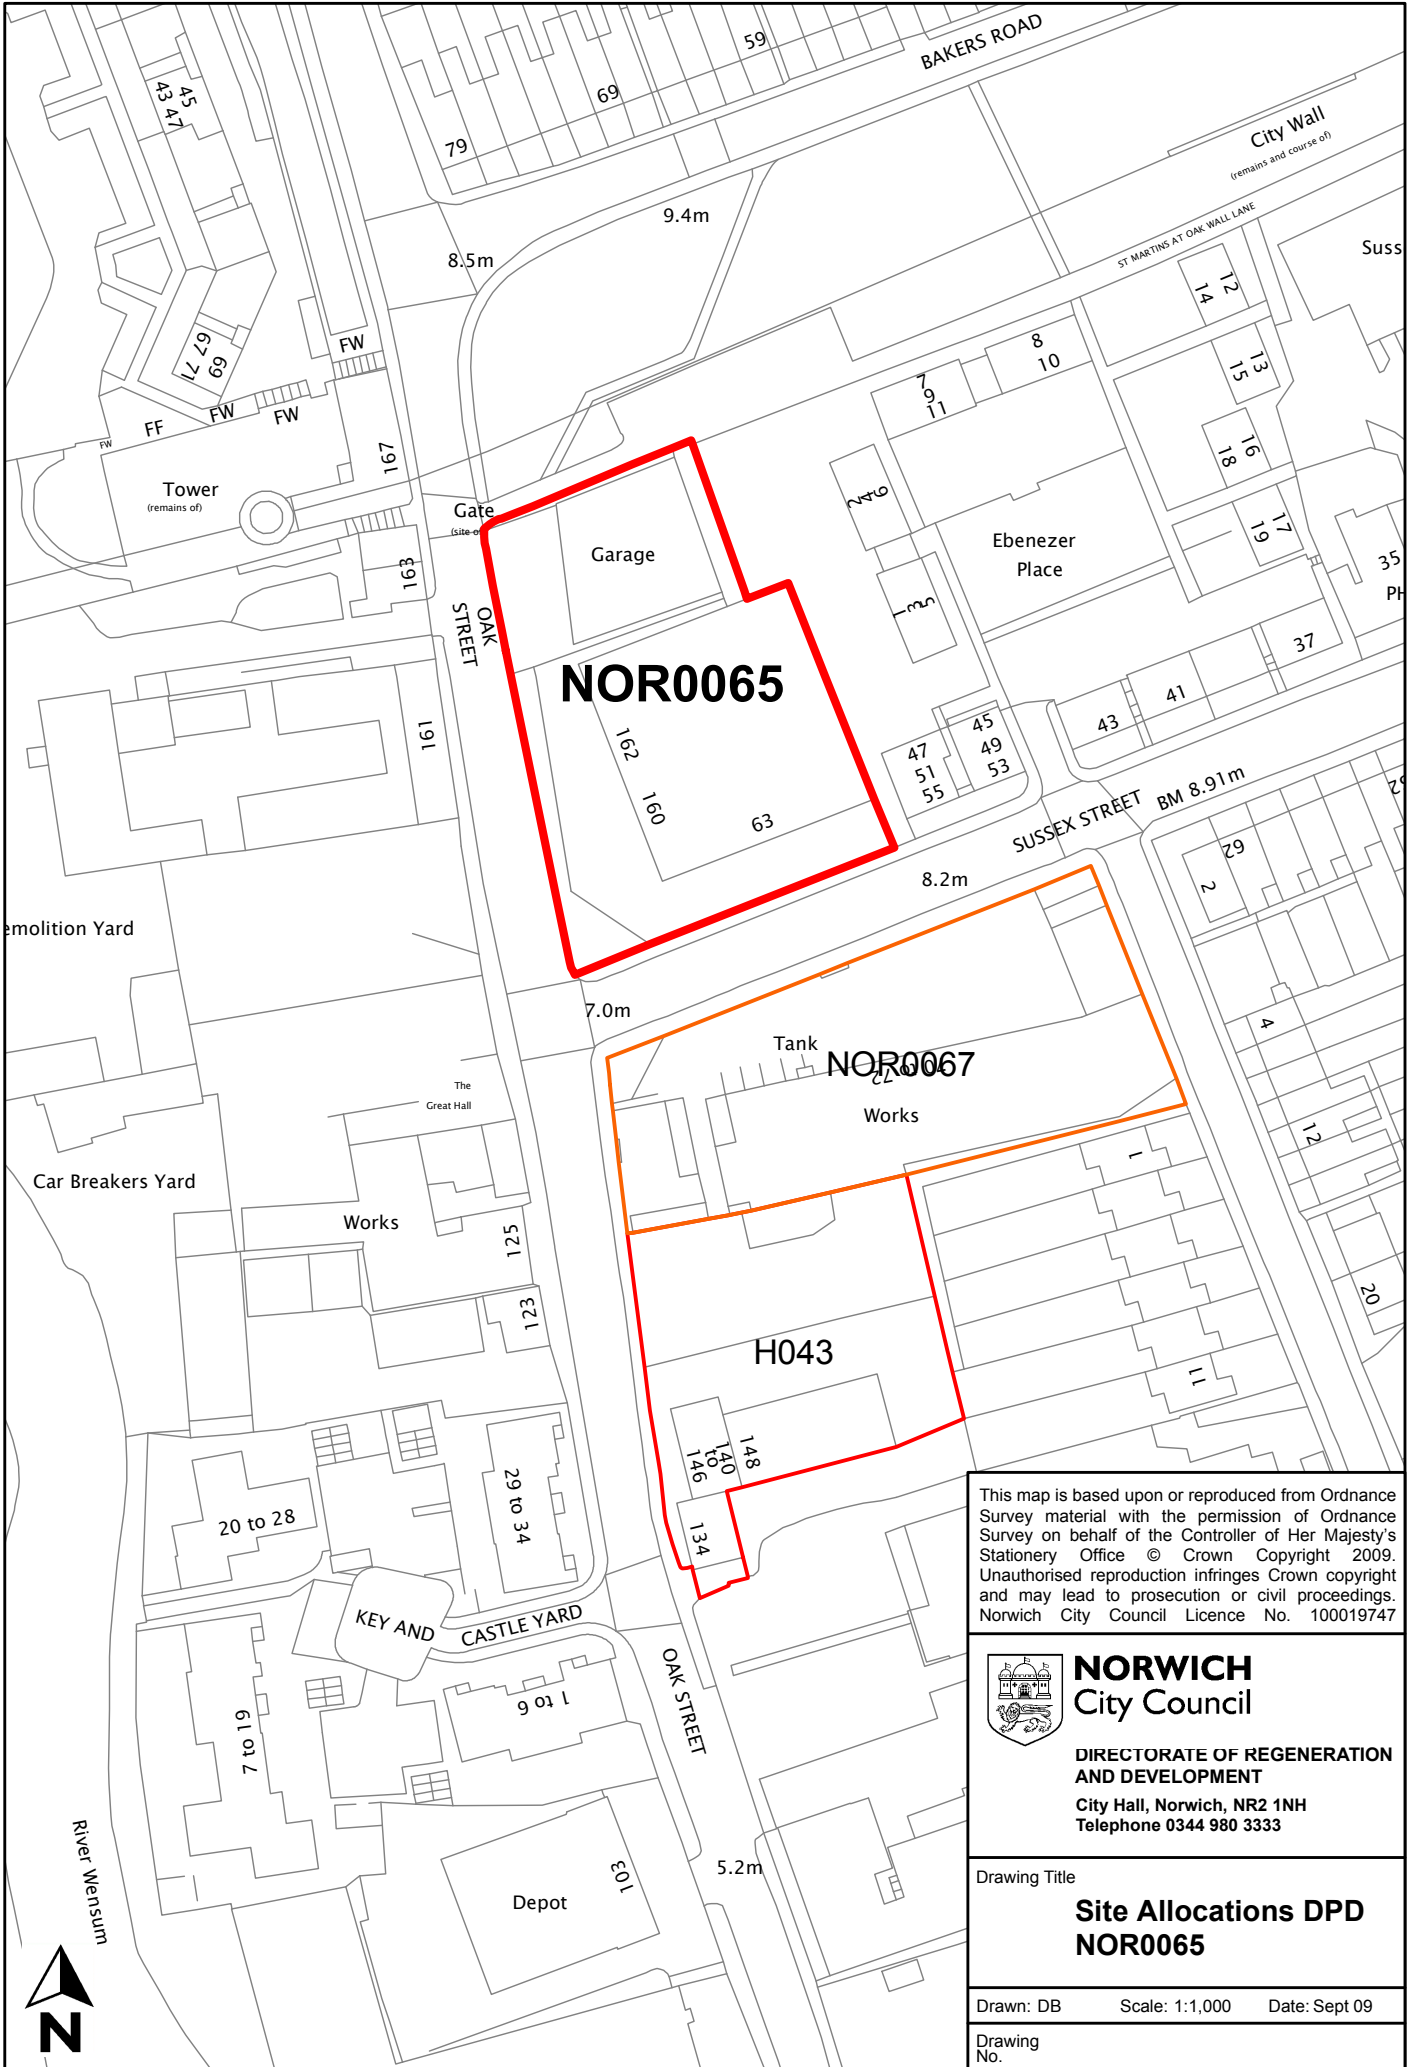 BAKERS ROAD
59
69
79
45
43 47
City Wall
(remains and course of)
ST MARTINS AT OAK WALL LANE
9.4m
8.5m
12
14
8
10
7
9
11
13
15
16
18
17
19
67
69
71
FW
FW
FW
FF
FW
167
Tower
(remains of)
Gate
Garage
163
OAK
STREET
2
4
6
1
3
5
Ebenezer
Place
35
PH
37
41
43
45
49
53
47
51
55
NOR0065
161
162
160
63
SUSSEX STREET
BM 8.91m
8.2m
62
2
4
12
20
emolition Yard
7.0m
Tank
NOR0067
Works
The
Great Hall
Car Breakers Yard
Works
125
123
1
11
H043
148
140
to
146
134
20 to 28
29 to 34
KEY AND
CASTLE YARD
OAK STREET
1 to 6
7 to 19
River Wensum
Depot
103
5.2m
N
This map is based upon or reproduced from Ordnance
Survey material with the permission of Ordnance
Survey on behalf of the Controller of Her Majesty's
Stationery Office © Crown Copyright 2009.
Unauthorised reproduction infringes Crown copyright
and may lead to prosecution or civil proceedings.
Norwich City Council Licence No. 100019747
NORWICH
City Council
DIRECTORATE OF REGENERATION
AND DEVELOPMENT
City Hall, Norwich, NR2 1NH
Telephone 0344 980 3333
Drawing Title
Site Allocations DPD
NOR0065
Drawn: DB Scale: 1:1,000 Date: Sept 09
Drawing
No.